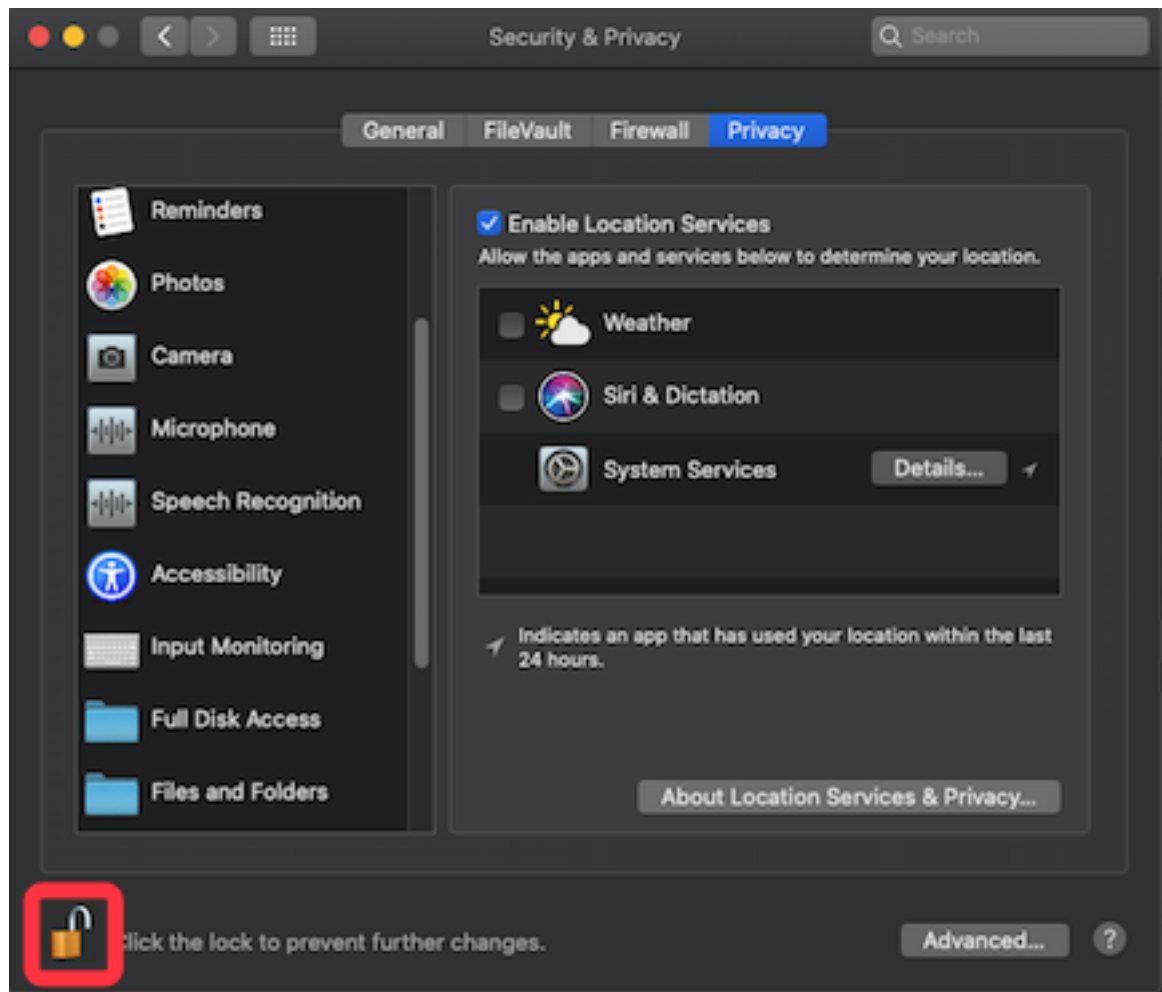 Security & Privacy
Search
General
FileVault
Firewall
Privacy
Reminders
Photos
Camera
Microphone
Speech Recognition
Accessibility
Input Monitoring
Full Disk Access
Files and Folders
Enable Location Services
Allow the apps and services below to determine your location.
Weather
Siri & Dictation
System Services
Details...
Indicates an app that has used your location within the last
24 hours.
About Location Services & Privacy...
Click the lock to prevent further changes.
Advanced...
?